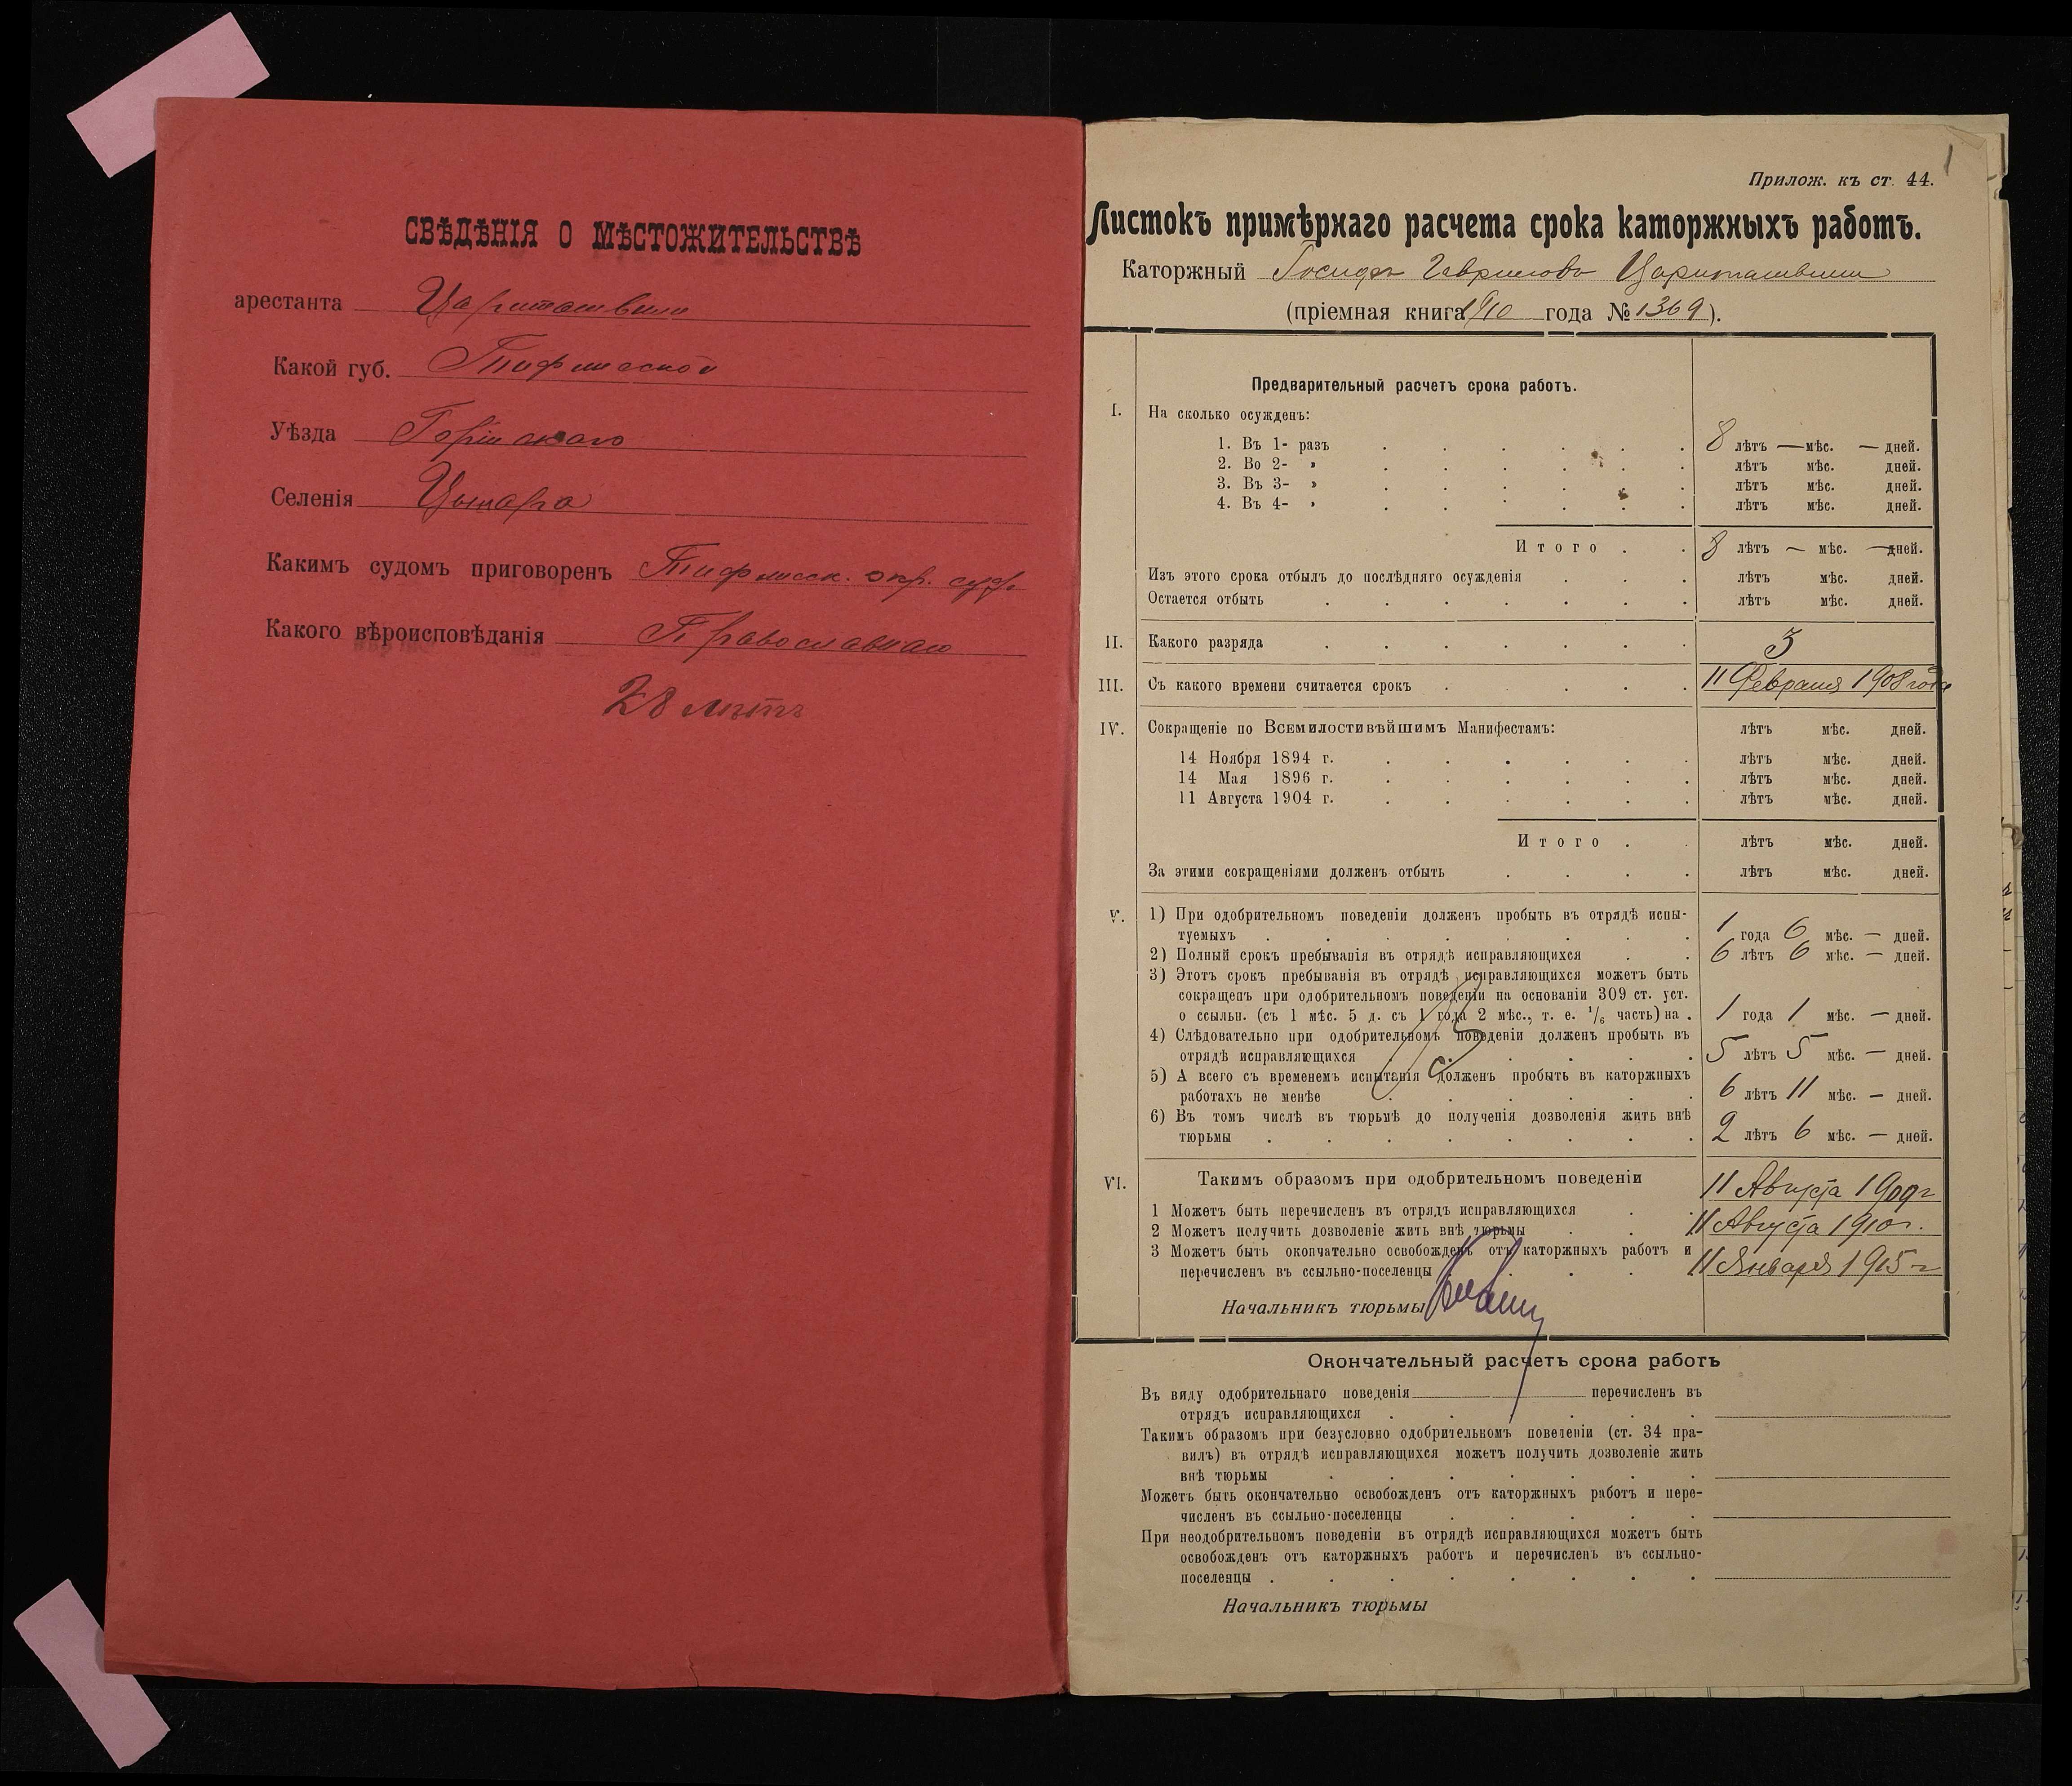 СВѢДѢНІЯ О МѢСТОЖИТЕЛЬСТВѢ
арестанта Цариташвили
Какой губ. Тифлисской
Уѣзда Горійскаго
Селенія
Каким судом приговоренъ Тифлисск. окр. суд.
Какого вѣроисповѣданія Православнаго
28 лѣтъ
1
Прилож. къ ст. 44.
Листокъ примѣрнаго расчета срока каторжныхъ работъ.
Каторжный Цариташвили
(пріемная книга 1910 года № 1369).
Предварительный расчетъ срока работъ.
I. На сколько осужденъ:
1. Въ 1- разъ 8 лѣтъ — мѣс. — дней.
2. Во 2- » лѣтъ мѣс. дней.
3. Въ 3- » лѣтъ мѣс. дней.
4. Въ 4- » лѣтъ мѣс. дней.
Итого 8 лѣтъ — мѣс. — дней.
Изъ этого срока отбылъ до послѣдняго осужденія лѣтъ мѣс. дней.
Остается отбыть лѣтъ мѣс. дней.
II. Какого разряда 3
III. Съ какого времени считается срокъ 11 Февраля 1908 года
IV. Сокращеніе по Всемилостивѣйшимъ Манифестамъ: лѣтъ мѣс. дней.
14 Ноября 1894 г. лѣтъ мѣс. дней.
14 Мая 1896 г. лѣтъ мѣс. дней.
11 Августа 1904 г. лѣтъ мѣс. дней.
Итого лѣтъ мѣс. дней.
За этими сокращеніями долженъ отбыть лѣтъ мѣс. дней.
V. 1) При одобрительномъ поведеніи долженъ пробыть въ отрядѣ испы-
туемыхъ 1 года 6 мѣс. — дней.
2) Полный срокъ пребыванія въ отрядѣ исправляющихся 6 лѣтъ 6 мѣс. — дней.
3) Этотъ срокъ пребыванія въ отрядѣ исправляющихся можетъ быть
сокращенъ при одобрительномъ поведеніи на основаніи 309 ст. уст.
о ссыльн. (съ 1 мѣс. 5 д. съ 1 года 2 мѣс., т. е. 1/6 часть) на 1 года 1 мѣс. — дней.
4) Слѣдовательно при одобрительномъ поведеніи долженъ пробыть въ
отрядѣ исправляющихся 5 лѣтъ 5 мѣс. — дней.
5) А всего съ временемъ испытанія долженъ пробыть въ каторжныхъ
работахъ не менѣе 6 лѣтъ 11 мѣс. — дней.
6) Въ томъ числѣ въ тюрьмѣ до полученія дозволенія жить внѣ
тюрьмы 2 лѣтъ 6 мѣс. — дней.
VI. Такимъ образомъ при одобрительномъ поведеніи
1 Можетъ быть перечисленъ въ отрядъ исправляющихся 11 Августа 1909 г
2 Можетъ получить дозволеніе жить внѣ тюрьмы 11 Августа 1910 г.
3 Можетъ быть окончательно освобожденъ отъ каторжныхъ работъ и
перечисленъ въ ссыльно-поселенцы 11 Января 1915 г
Начальникъ тюрьмы
Окончательный расчетъ срока работъ
Въ виду одобрительнаго поведенія перечисленъ въ
отрядъ исправляющихся
Такимъ образомъ при безусловно одобрительномъ поведеніи (ст. 34 пра-
вилъ) въ отрядѣ исправляющихся можетъ получить дозволеніе жить
внѣ тюрьмы
Можетъ быть окончательно освобожденъ отъ каторжныхъ работъ и пере-
численъ въ ссыльно-поселенцы
При неодобрительномъ поведеніи въ отрядѣ исправляющихся можетъ быть
освобожденъ отъ каторжныхъ работъ и перечисленъ въ ссыльно-
поселенцы
Начальникъ тюрьмы